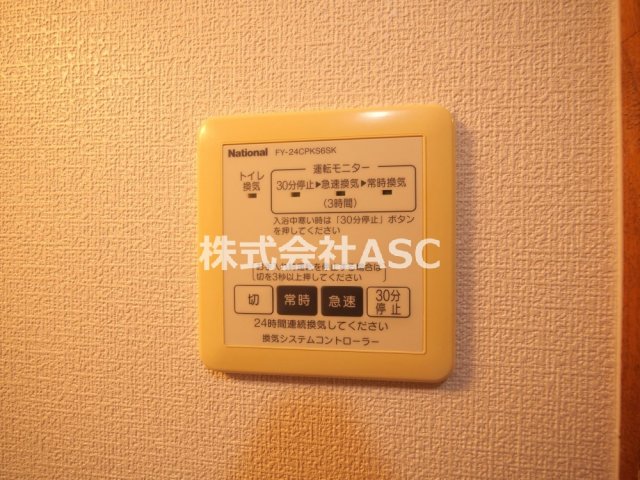 National FY-24CPKS6SK
運転モニター
トイレ換気
30分停止▶急速換気▶常時換気
(3時間)
入浴中寒い時は「30分停止」ボタン
を押してください
株式会社ASC
切を3秒以上押してください
切 常時 急速 30分停止
24時間連続換気してください
換気システムコントローラー